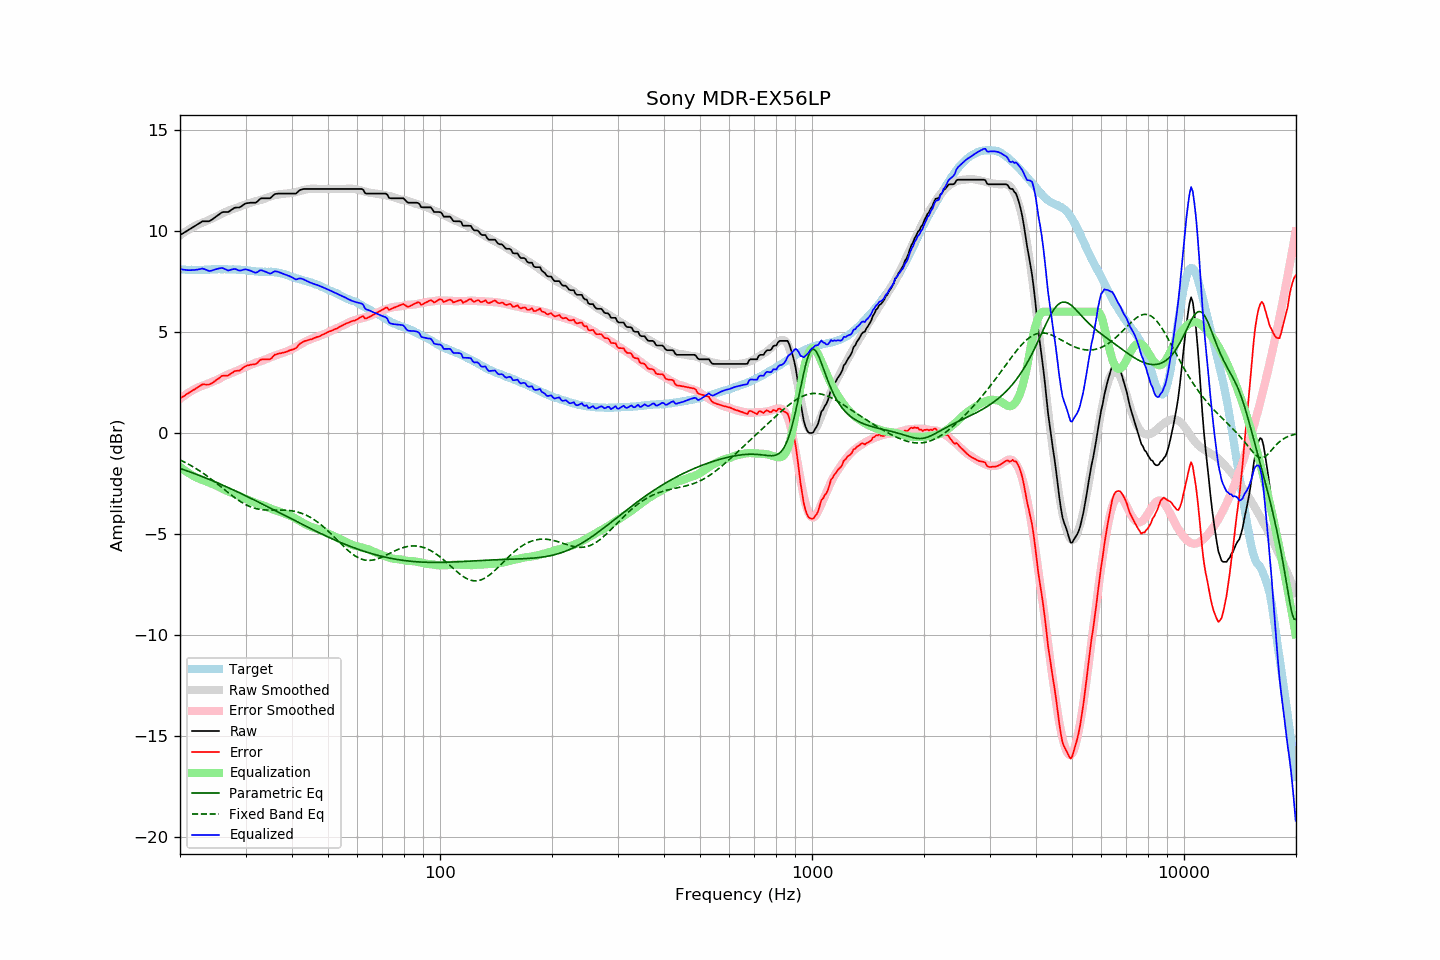 Sony MDR-EX56LP
15
10
5
0
−5
−10
−15
−20
Amplitude (dBr)
Target
Raw Smoothed
Error Smoothed
Raw
Error
Equalization
Parametric Eq
Fixed Band Eq
Equalized
100
1000
10000
Frequency (Hz)